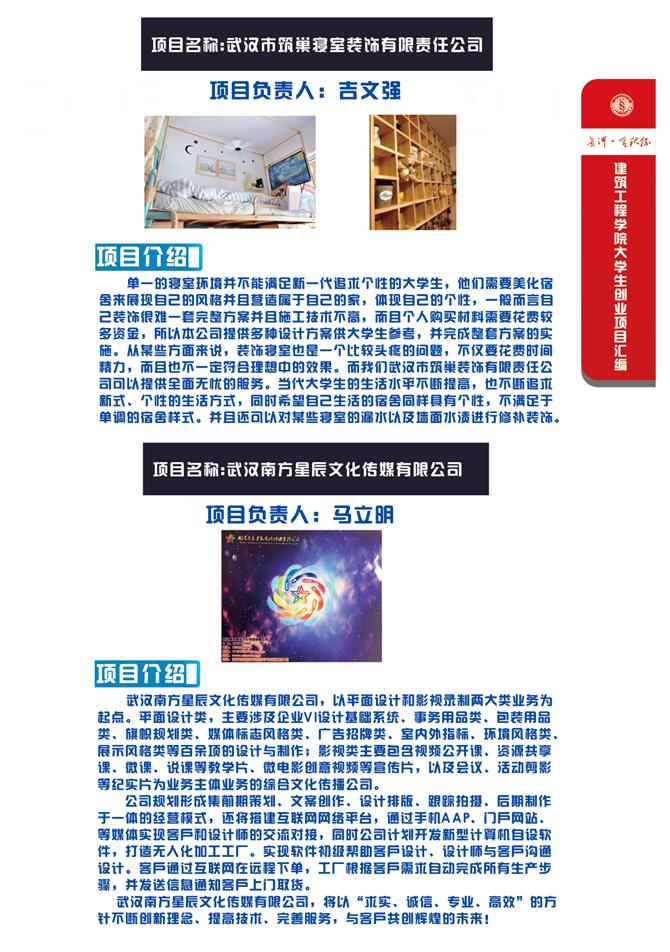 项目名称:武汉市筑巢寝室装饰有限责任公司
项目负责人：吉文强
项目介绍
单一的寝室环境并不能满足新一代追求个性的大学生，他们需要美化宿
舍来展现自己的风格并且营造属于自己的家，体现自己的个性，一般而言自
己装饰很难一套完整方案并且施工技术不高，而且个人购买材料需要花费较
多资金，所以本公司提供多种设计方案供大学生参考，并完成整套方案的实
施。从某些方面来说，装饰寝室也是一个比较头疼的问题，不仅要花费时间
精力，而且也不一定符合理想中的效果。而我们武汉市筑巢装饰有限责任公
司可以提供全面无忧的服务。当代大学生的生活水平不断提高，也不断追求
新式、个性的生活方式，同时希望自己生活的宿舍同样具有个性，不满足于
单调的宿舍样式。并且还可以对某些寝室的漏水以及墙面水渍进行修补装饰。
项目名称:武汉南方星辰文化传媒有限公司
项目负责人：马立明
项目介绍
武汉南方星辰文化传媒有限公司，以平面设计和影视录制两大类业务为
起点。平面设计类，主要涉及企业VI设计基础系统、事务用品类、包装用品
类、旗帜规划类、媒体标志风格类、广告招牌类、室内外指标、环境风格类、
展示风格类等百余项的设计与制作；影视类主要包含视频公开课、资源共享
课、微课、说课等教学片、微电影创意视频等宣传片，以及会议、活动剪影
等纪实片为业务主体业务的综合文化传播公司。
公司规划形成集前期策划、文案创作、设计排版、跟踪拍摄、后期制作
于一体的经营模式，还将搭建互联网网络平台，通过手机AAP、门户网站、
等媒体实现客户和设计师的交流对接，同时公司计划开发新型计算机自设软
件，打造无人化加工工厂。实现软件初级帮助客户设计、设计师与客户沟通
设计。客户通过互联网在远程下单，工厂根据客户需求自动完成所有生产步
骤，并发送信息通知客户上门取货。
武汉南方星辰文化传媒有限公司，将以“求实、诚信、专业、高效”的方
针不断创新理念、提高技术、完善服务，与客户共创辉煌的未来！
建筑工程学院大学生创业项目汇编